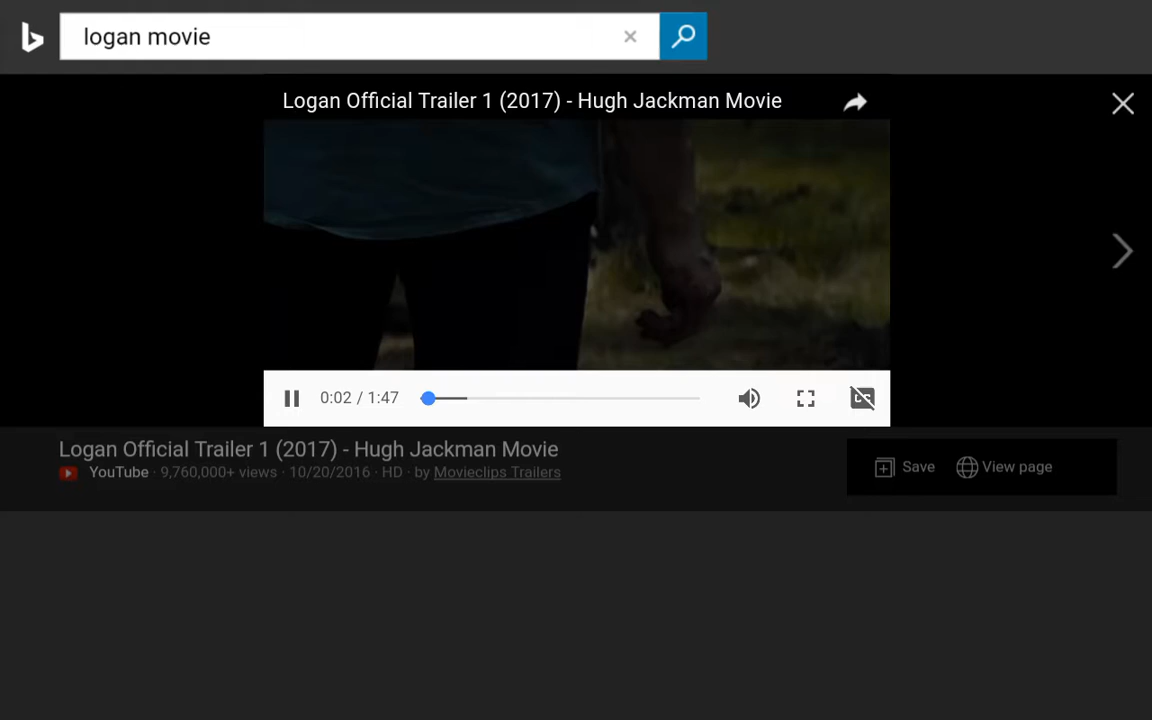 logan movie
Logan Official Trailer 1 (2017) - Hugh Jackman Movie
0:02 / 1:47
Logan Official Trailer 1 (2017) - Hugh Jackman Movie
YouTube · 9,760,000+ views · 10/20/2016 · HD · by Movieclips Trailers
Save View page